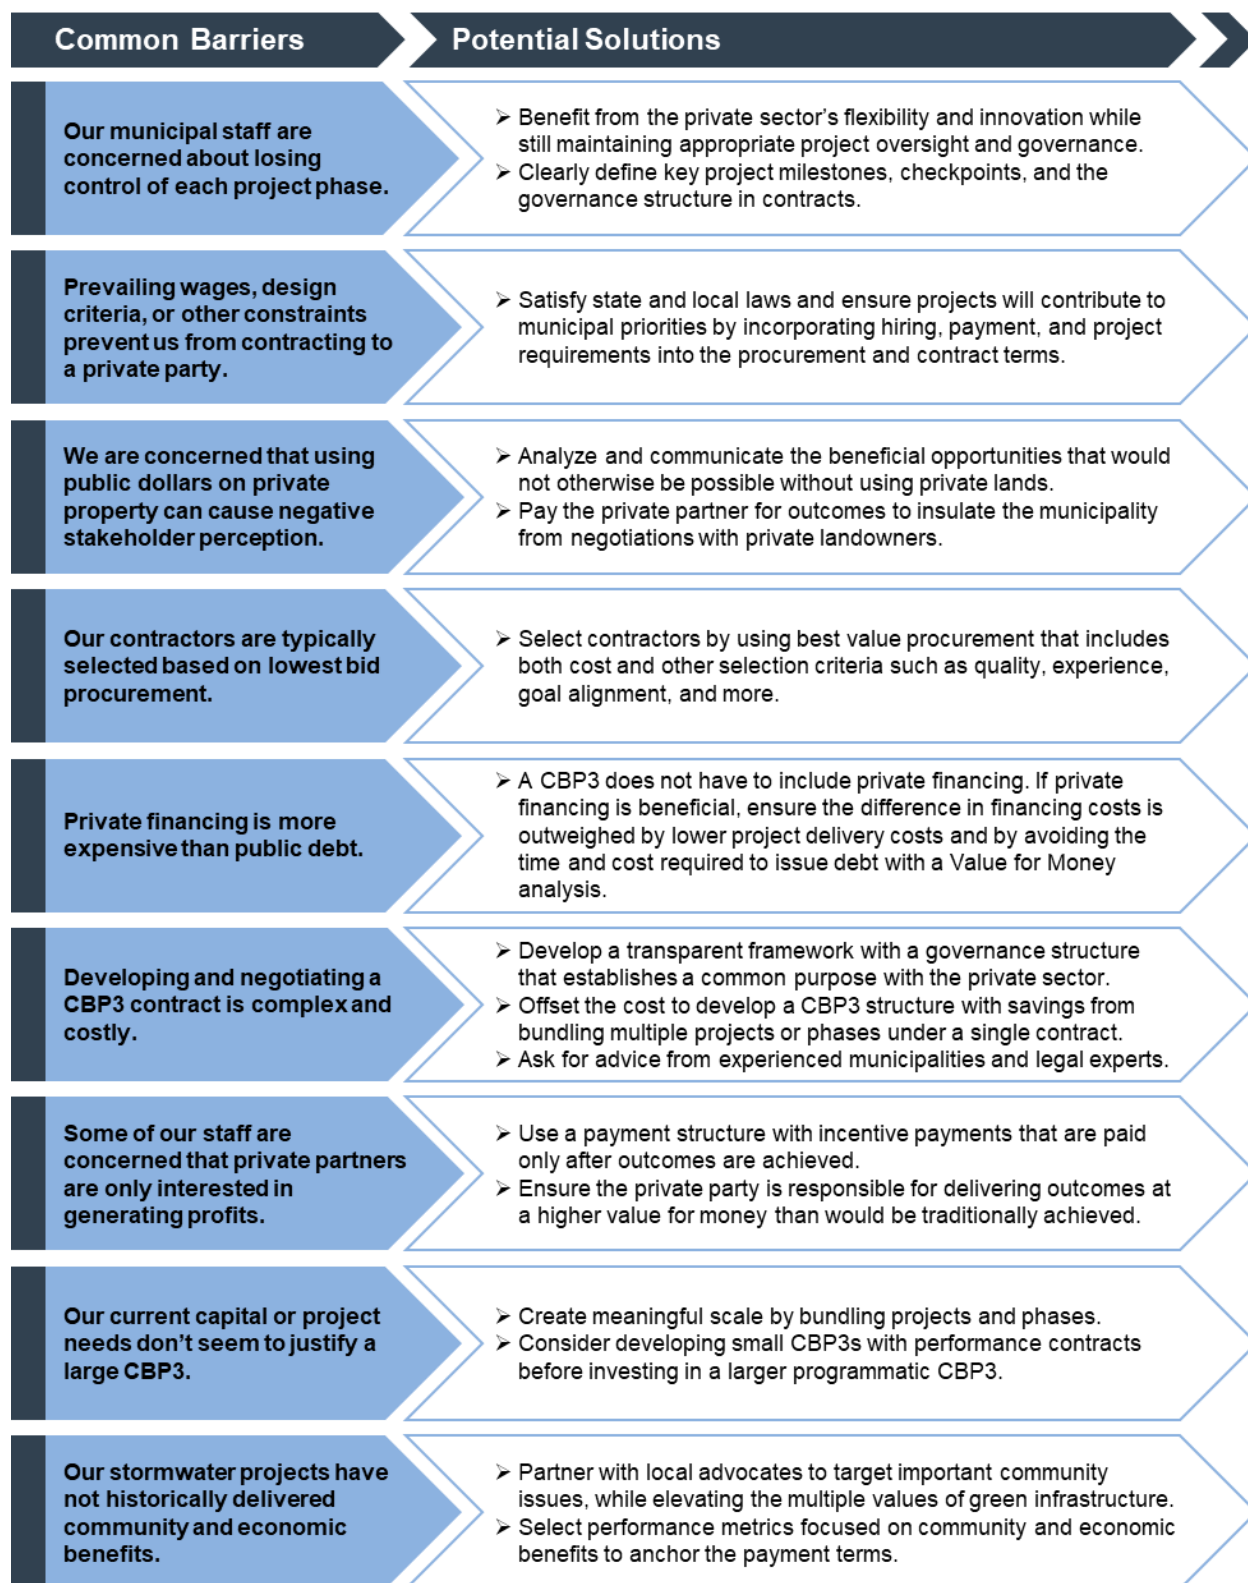 Common Barriers
Potential Solutions
Our municipal staff are
concerned about losing
control of each project phase.
➢ Benefit from the private sector’s flexibility and innovation while
still maintaining appropriate project oversight and governance.
➢ Clearly define key project milestones, checkpoints, and the
governance structure in contracts.
Prevailing wages, design
criteria, or other constraints
prevent us from contracting to
a private party.
➢ Satisfy state and local laws and ensure projects will contribute to
municipal priorities by incorporating hiring, payment, and project
requirements into the procurement and contract terms.
We are concerned that using
public dollars on private
property can cause negative
stakeholder perception.
➢ Analyze and communicate the beneficial opportunities that would
not otherwise be possible without using private lands.
➢ Pay the private partner for outcomes to insulate the municipality
from negotiations with private landowners.
Our contractors are typically
selected based on lowest bid
procurement.
➢ Select contractors by using best value procurement that includes
both cost and other selection criteria such as quality, experience,
goal alignment, and more.
Private financing is more
expensive than public debt.
➢ A CBP3 does not have to include private financing. If private
financing is beneficial, ensure the difference in financing costs is
outweighed by lower project delivery costs and by avoiding the
time and cost required to issue debt with a Value for Money
analysis.
Developing and negotiating a
CBP3 contract is complex and
costly.
➢ Develop a transparent framework with a governance structure
that establishes a common purpose with the private sector.
➢ Offset the cost to develop a CBP3 structure with savings from
bundling multiple projects or phases under a single contract.
➢ Ask for advice from experienced municipalities and legal experts.
Some of our staff are
concerned that private partners
are only interested in
generating profits.
➢ Use a payment structure with incentive payments that are paid
only after outcomes are achieved.
➢ Ensure the private party is responsible for delivering outcomes at
a higher value for money than would be traditionally achieved.
Our current capital or project
needs don’t seem to justify a
large CBP3.
➢ Create meaningful scale by bundling projects and phases.
➢ Consider developing small CBP3s with performance contracts
before investing in a larger programmatic CBP3.
Our stormwater projects have
not historically delivered
community and economic
benefits.
➢ Partner with local advocates to target important community
issues, while elevating the multiple values of green infrastructure.
➢ Select performance metrics focused on community and economic
benefits to anchor the payment terms.